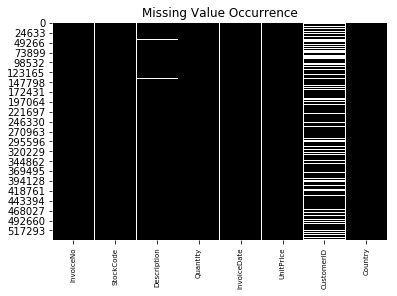 Missing Value Occurrence
0
24633
49266
73899
98532
123165
147798
172431
197064
221697
246330
270963
295596
320229
344862
369495
394128
418761
443394
468027
492660
517293
InvoiceNo
StockCode
Description
Quantity
InvoiceDate
UnitPrice
CustomerID
Country